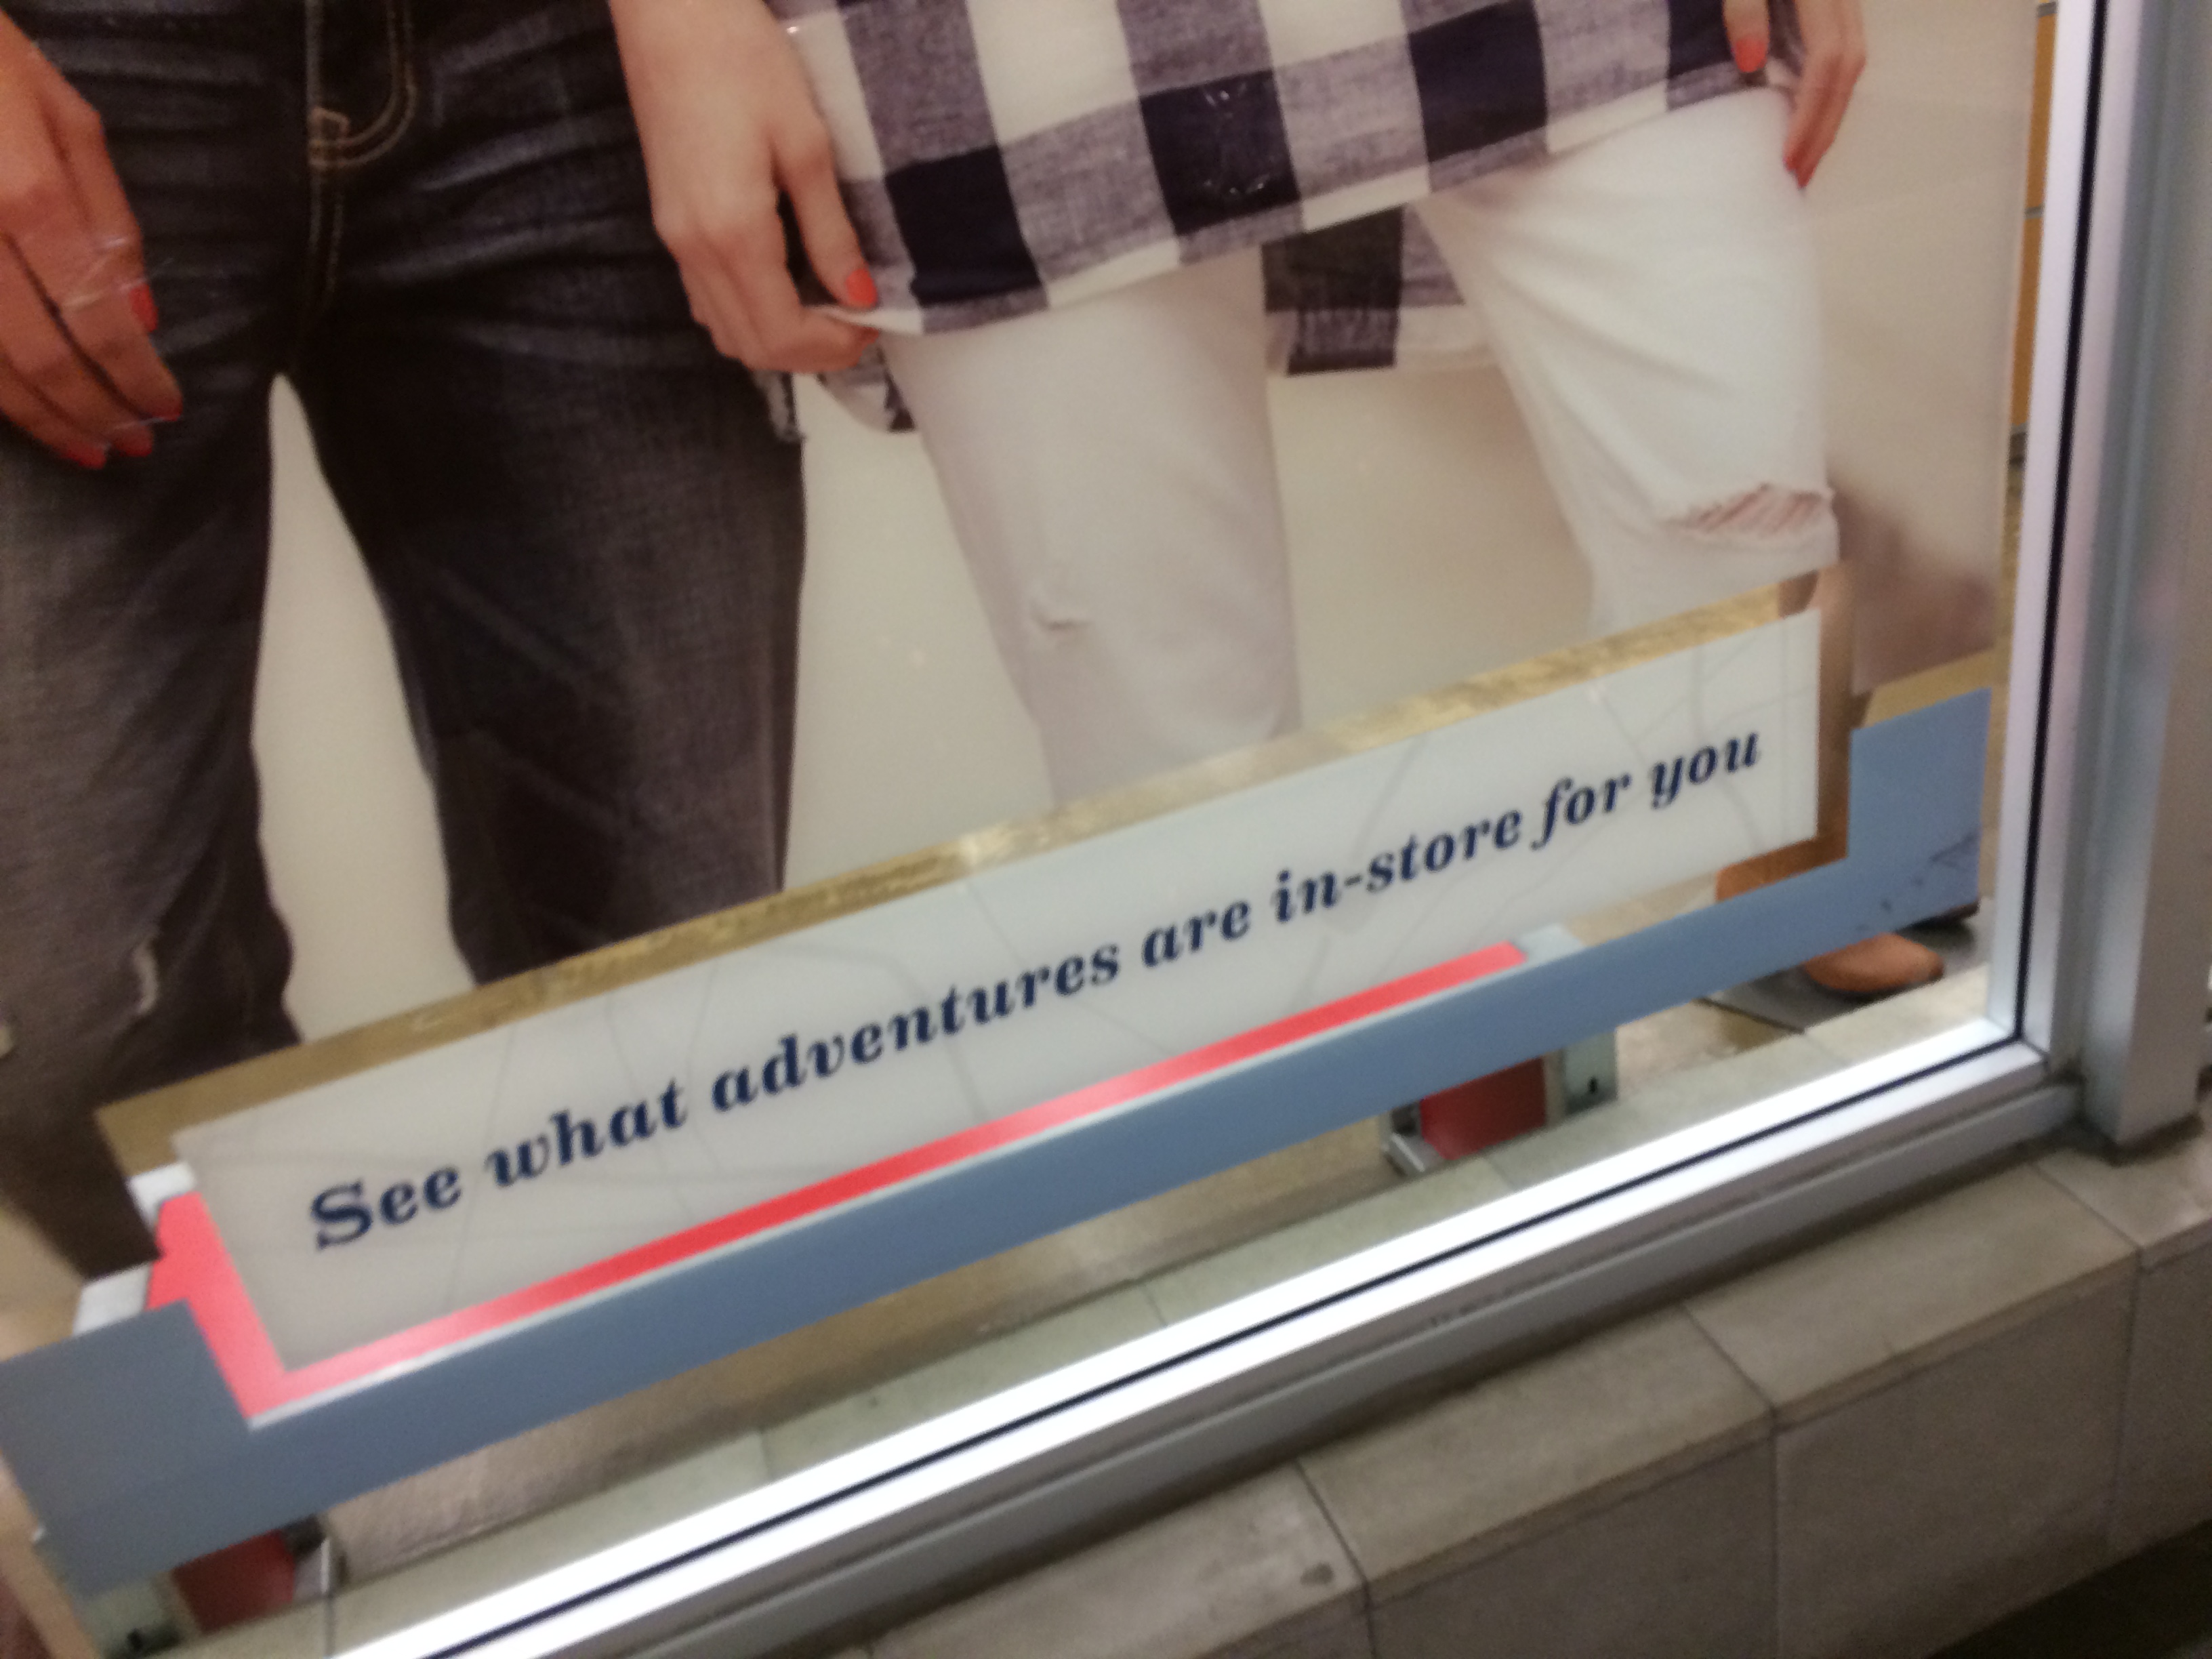 See what adventures are in-store for you